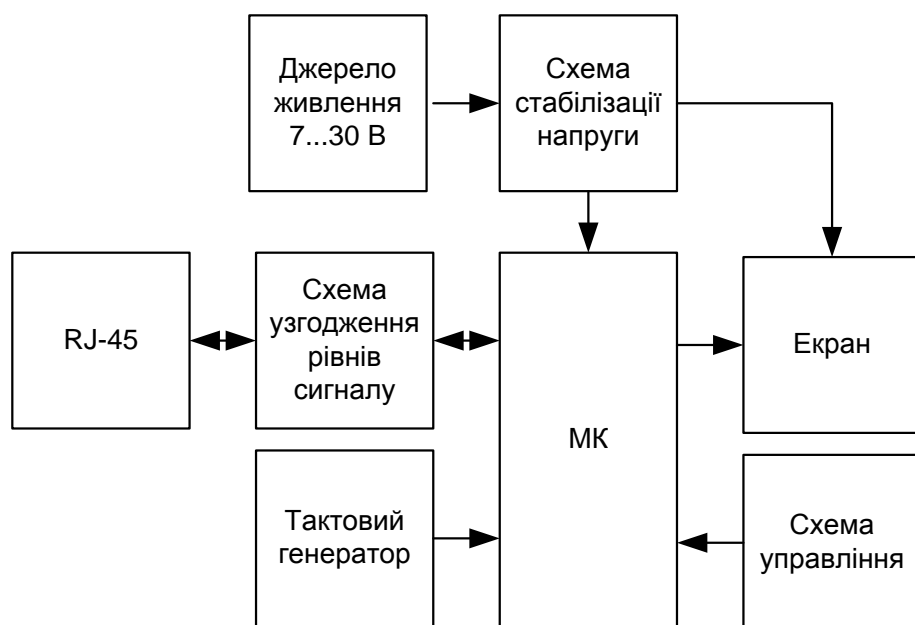 Джерело
живлення
7...30 В
Схема
стабілізації
напруги
RJ-45
Схема
узгодження
рівнів
сигналу
МК
Екран
Тактовий
генератор
Схема
управління